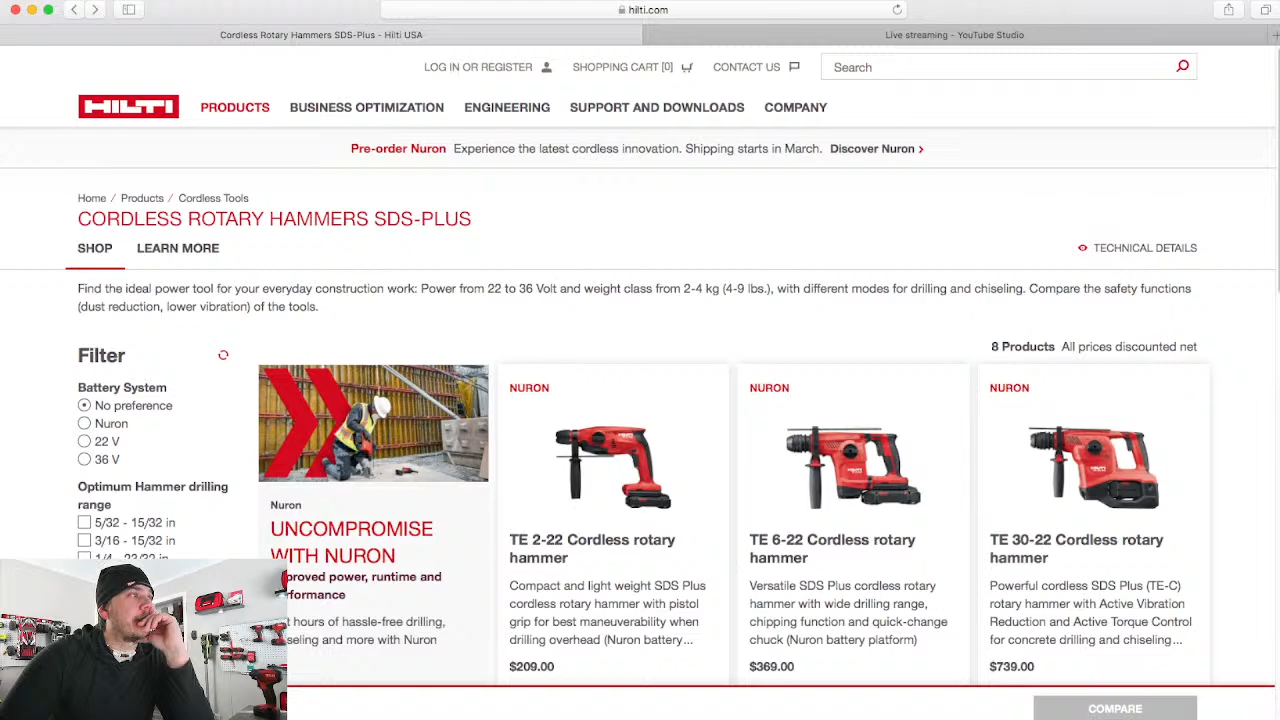 hilti.com
Cordless Rotary Hammers SDS-Plus - Hilti USA
Live streaming - YouTube Studio
LOG IN OR REGISTER
SHOPPING CART [0]
CONTACT US
Search
HILTI
PRODUCTS
BUSINESS OPTIMIZATION
ENGINEERING
SUPPORT AND DOWNLOADS
COMPANY
Pre-order Nuron Experience the latest cordless innovation. Shipping starts in March. Discover Nuron
Home / Products / Cordless Tools
CORDLESS ROTARY HAMMERS SDS-PLUS
SHOP
LEARN MORE
TECHNICAL DETAILS
Find the ideal power tool for your everyday construction work: Power from 22 to 36 Volt and weight class from 2-4 kg (4-9 lbs.), with different modes for drilling and chiseling. Compare the safety functions
(dust reduction, lower vibration) of the tools.
8 Products All prices discounted net
Filter
Battery System
No preference
Nuron
22 V
36 V
Optimum Hammer drilling
range
5/32 - 15/32 in
3/16 - 15/32 in
1/4 - 23/32 in
Nuron
UNCOMPROMISE
WITH NURON
proved power, runtime and
rformance
t hours of hassle-free drilling,
seling and more with Nuron
NURON
TE 2-22 Cordless rotary
hammer
Compact and light weight SDS Plus
cordless rotary hammer with pistol
grip for best maneuverability when
drilling overhead (Nuron battery...
$209.00
NURON
TE 6-22 Cordless rotary
hammer
Versatile SDS Plus cordless rotary
hammer with wide drilling range,
chipping function and quick-change
chuck (Nuron battery platform)
$369.00
NURON
TE 30-22 Cordless rotary
hammer
Powerful cordless SDS Plus (TE-C)
rotary hammer with Active Vibration
Reduction and Active Torque Control
for concrete drilling and chiseling...
$739.00
COMPARE